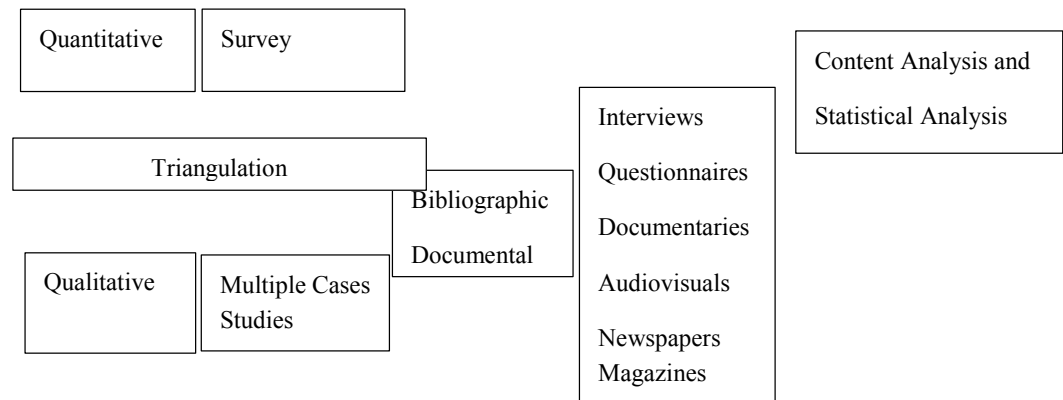 Quantitative
Survey
Triangulation
Qualitative
Multiple Cases
Studies
Bibliographic
Documental
Interviews
Questionnaires
Documentaries
Audiovisuals
Newspapers
Magazines
Content Analysis and
Statistical Analysis